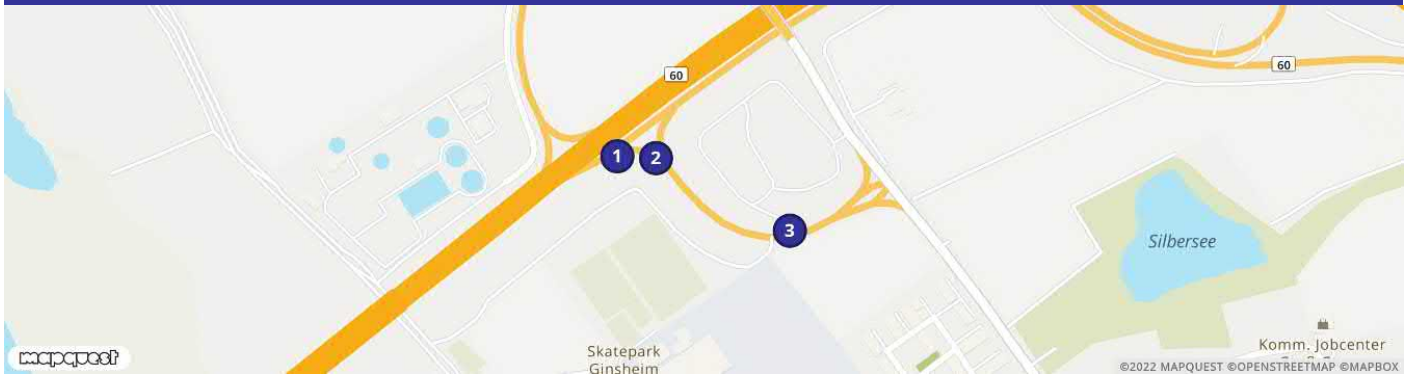 60
60
1
2
3
Silbersee
Skatepark
Ginsheim
Komm. Jobcenter
mapquest
©2022 MAPQUEST ©OPENSTREETMAP ©MAPBOX